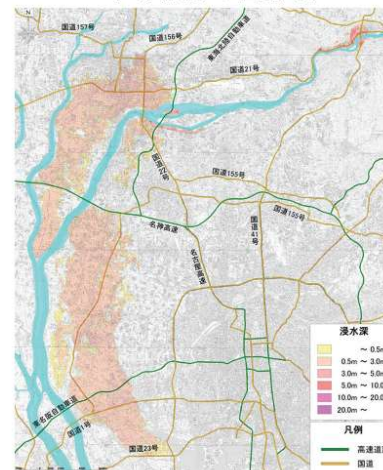 国道157号
国道156号
東海北陸自動車道
国道21号
国道22号
国道155号
国道155号
国道41号
名神高速
名古屋高速
東名阪自動車道
国道1号
国道23号
浸水深
～ 0.5m
0.5m ～ 3.0m
3.0m ～ 5.0m
5.0m ～ 10.0
10.0m ～ 20.0
20.0m ～
凡例
高速道
国道